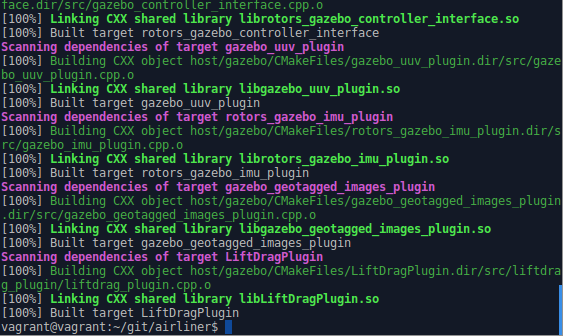 face.dir/src/gazebo_controller_interface.cpp.o
[100%] Linking CXX shared library librotors_gazebo_controller_interface.so
[100%] Built target rotors_gazebo_controller_interface
Scanning dependencies of target gazebo_uuv_plugin
[100%] Building CXX object host/gazebo/CMakeFiles/gazebo_uuv_plugin.dir/src/gaze
bo_uuv_plugin.cpp.o
[100%] Linking CXX shared library libgazebo_uuv_plugin.so
[100%] Built target gazebo_uuv_plugin
Scanning dependencies of target rotors_gazebo_imu_plugin
[100%] Building CXX object host/gazebo/CMakeFiles/rotors_gazebo_imu_plugin.dir/s
rc/gazebo_imu_plugin.cpp.o
[100%] Linking CXX shared library librotors_gazebo_imu_plugin.so
[100%] Built target rotors_gazebo_imu_plugin
Scanning dependencies of target gazebo_geotagged_images_plugin
[100%] Building CXX object host/gazebo/CMakeFiles/gazebo_geotagged_images_plugin
.dir/src/gazebo_geotagged_images_plugin.cpp.o
[100%] Linking CXX shared library libgazebo_geotagged_images_plugin.so
[100%] Built target gazebo_geotagged_images_plugin
Scanning dependencies of target LiftDragPlugin
[100%] Building CXX object host/gazebo/CMakeFiles/LiftDragPlugin.dir/src/liftdra
g_plugin/liftdrag_plugin.cpp.o
[100%] Linking CXX shared library libLiftDragPlugin.so
[100%] Built target LiftDragPlugin
vagrant@vagrant:~/git/airliner$